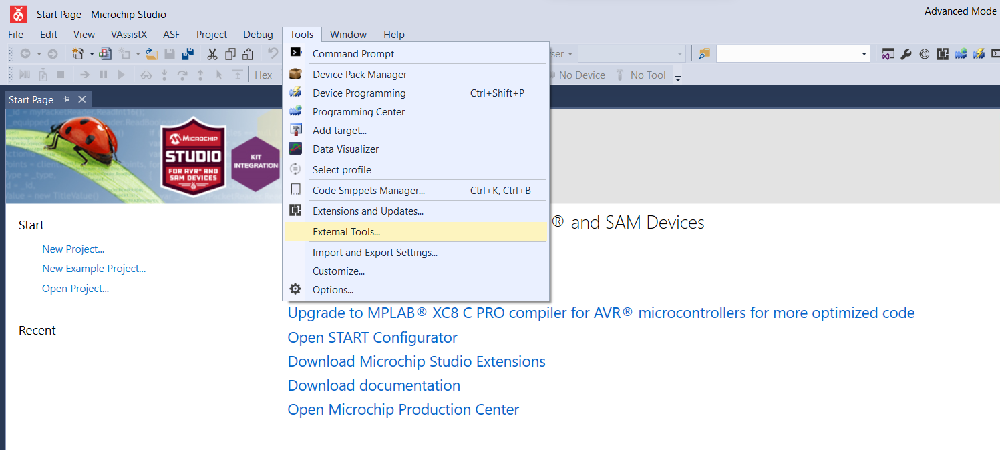 Start Page - Microchip Studio
Advanced Mode
File Edit View VAssistX ASF Project Debug Tools Window Help
Hex
No Device No Tool
Start Page
Command Prompt
Device Pack Manager
Device Programming Ctrl+Shift+P
Programming Center
Add target...
Data Visualizer
Select profile
Code Snippets Manager... Ctrl+K, Ctrl+B
Extensions and Updates...
External Tools...
Import and Export Settings...
Customize...
Options...
MICROCHIP
STUDIO
FOR AVR® AND
SAM DEVICES
KIT
INTEGRATION
® and SAM Devices
Start
New Project...
New Example Project...
Open Project...
Recent
Upgrade to MPLAB® XC8 C PRO compiler for AVR® microcontrollers for more optimized code
Open START Configurator
Download Microchip Studio Extensions
Download documentation
Open Microchip Production Center